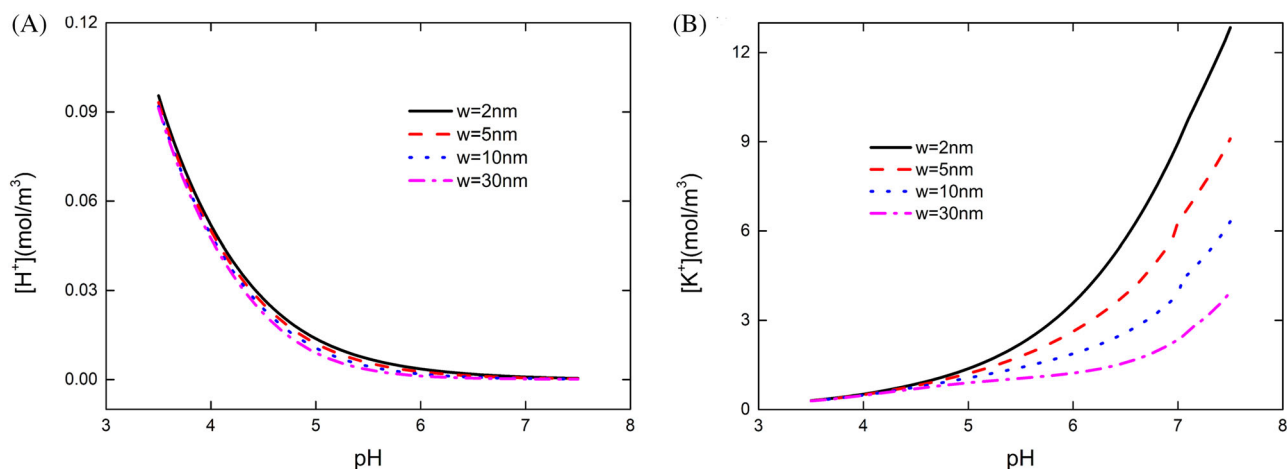 (A)
0.12
0.09
0.06
0.03
0.00
[H⁺](mol/m³)
w=2nm
w=5nm
w=10nm
w=30nm
3 4 5 6 7 8
pH
(B)
12
9
6
3
0
[K⁺](mol/m³)
w=2nm
w=5nm
w=10nm
w=30nm
3 4 5 6 7 8
pH